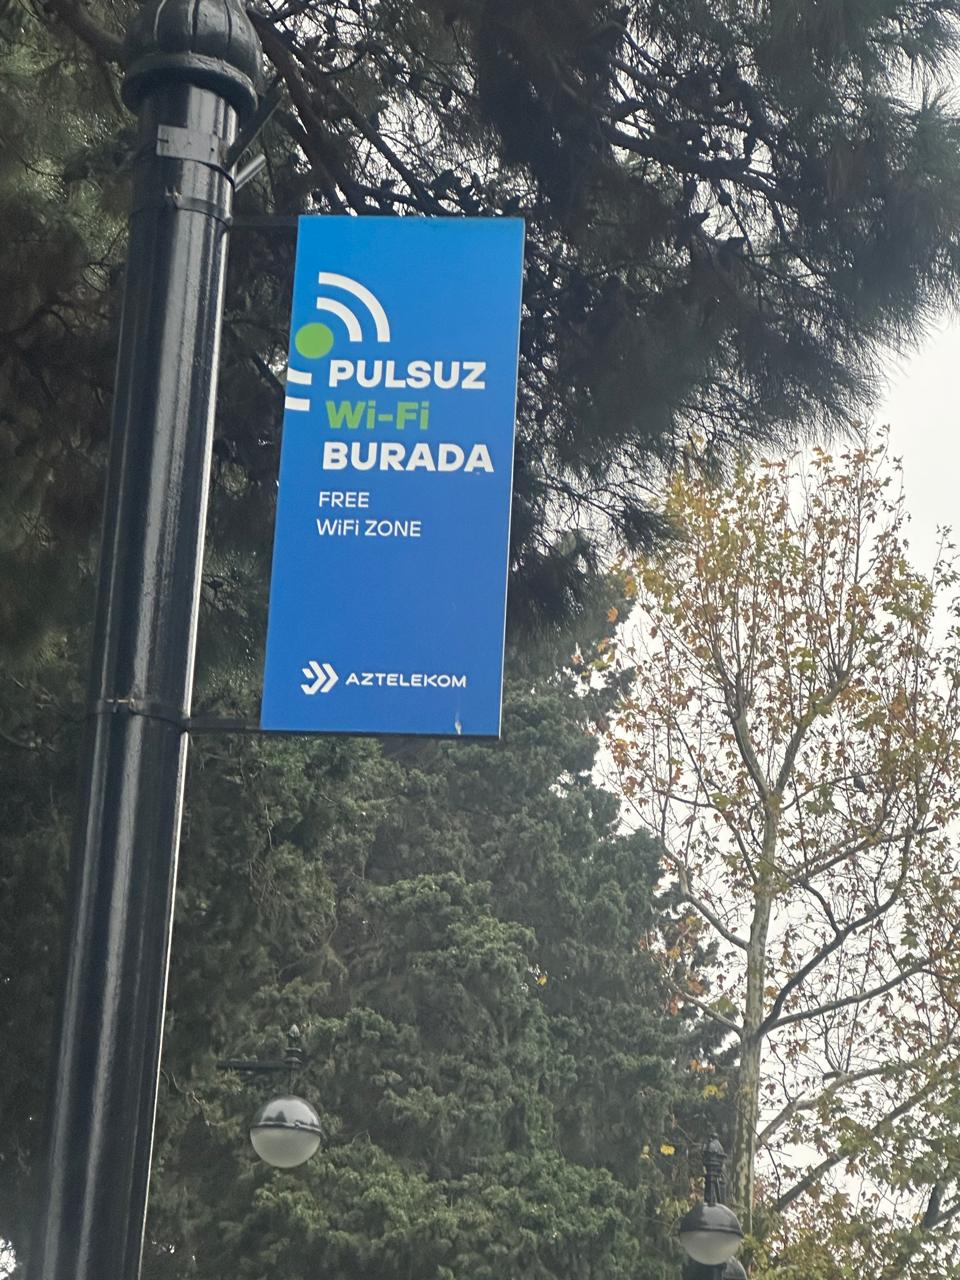 PULSUZ
Wi-Fi
BURADA
FREE
WiFi ZONE
AZTELEKOM